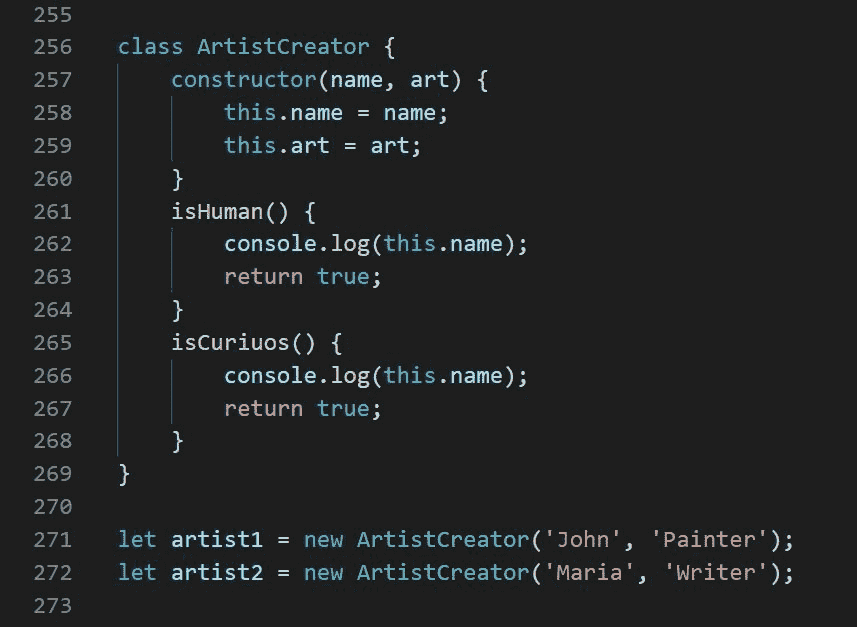 255
256 class ArtistCreator {
257     constructor(name, art) {
258         this.name = name;
259         this.art = art;
260     }
261     isHuman() {
262         console.log(this.name);
263         return true;
264     }
265     isCuriuos() {
266         console.log(this.name);
267         return true;
268     }
269 }
270
271 let artist1 = new ArtistCreator('John', 'Painter');
272 let artist2 = new ArtistCreator('Maria', 'Writer');
273